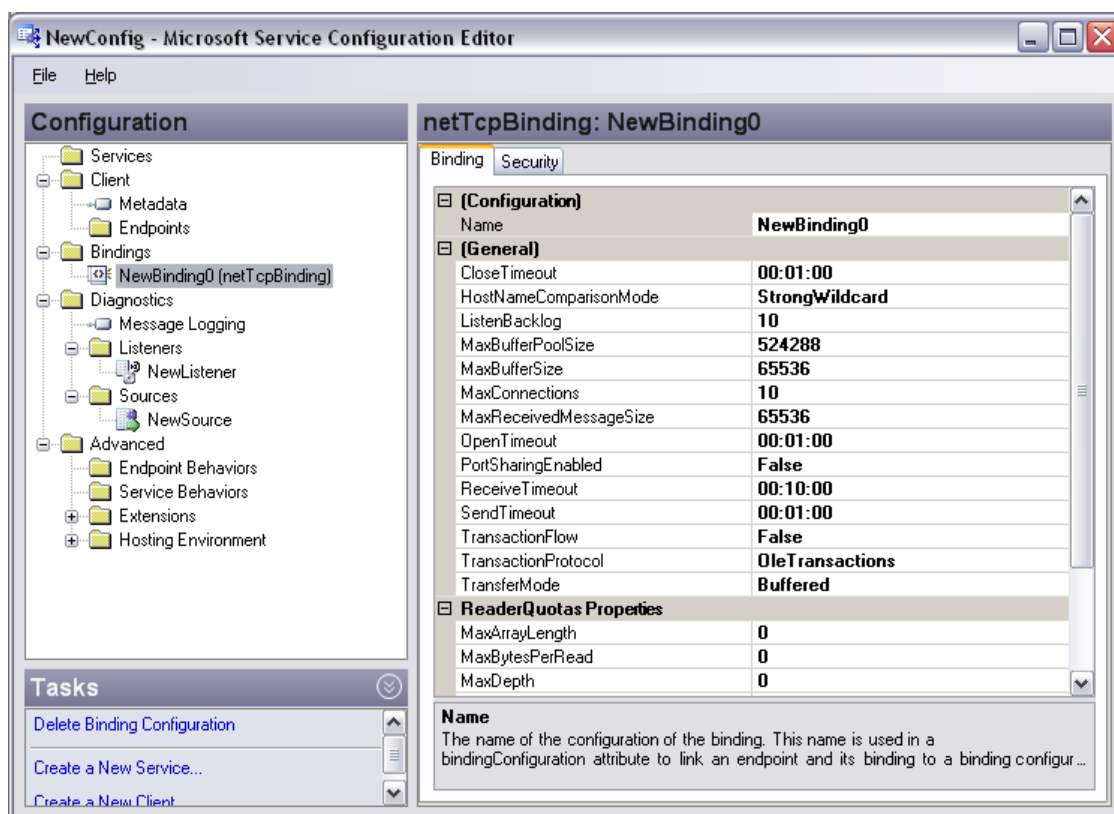 NewConfig - Microsoft Service Configuration Editor
File Help
Configuration
Services
Client
Metadata
Endpoints
Bindings
NewBinding0 (netTcpBinding)
Diagnostics
Message Logging
Listeners
NewListener
Sources
NewSource
Advanced
Endpoint Behaviors
Service Behaviors
Extensions
Hosting Environment
Tasks
Delete Binding Configuration
Create a New Service...
Create a New Client
netTcpBinding: NewBinding0
Binding Security
(Configuration)
Name NewBinding0
(General)
CloseTimeout 00:01:00
HostNameComparisonMode StrongWildcard
ListenBacklog 10
MaxBufferPoolSize 524288
MaxBufferSize 65536
MaxConnections 10
MaxReceivedMessageSize 65536
OpenTimeout 00:01:00
PortSharingEnabled False
ReceiveTimeout 00:10:00
SendTimeout 00:01:00
TransactionFlow False
TransactionProtocol OleTransactions
TransferMode Buffered
ReaderQuotas Properties
MaxArrayLength 0
MaxBytesPerRead 0
MaxDepth 0
Name
The name of the configuration of the binding. This name is used in a
bindingConfiguration attribute to link an endpoint and its binding to a binding configur...